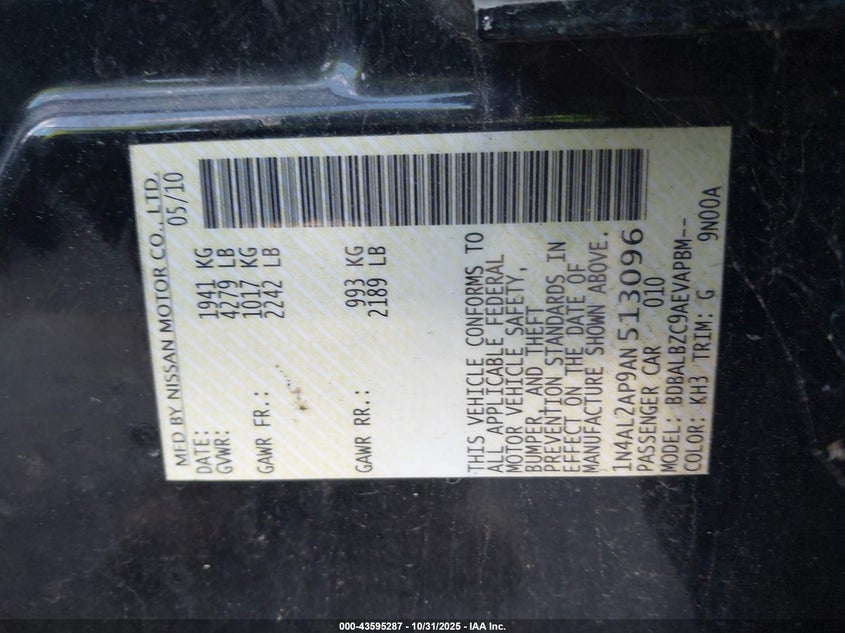 MFD BY NISSAN MOTOR CO., LTD.
DATE: 05/10
GVWR: 1941 KG
4279 LB
GAWR FR.: 1017 KG
2242 LB
GAWR RR.: 993 KG
2189 LB
THIS VEHICLE CONFORMS TO
ALL APPLICABLE FEDERAL
MOTOR VEHICLE SAFETY,
BUMPER, AND THEFT
PREVENTION STANDARDS IN
EFFECT ON THE DATE OF
MANUFACTURE SHOWN ABOVE.
1N4AL2AP9AN513096
PASSENGER CAR 010
MODEL: BDBALBZC9AEVAPBM--
COLOR: KH3 TRIM: G 9N00A
000-43595287 - 10/31/2025 - IAA Inc.